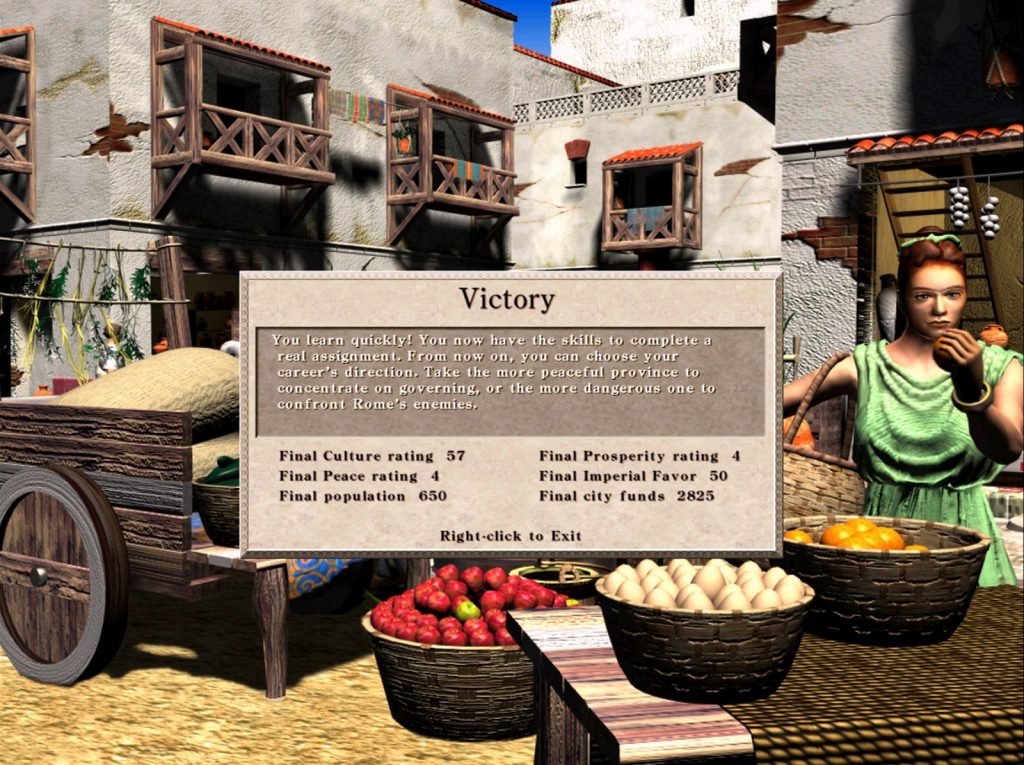 Victory
You learn quickly! You now have the skills to complete a
real assignment. From now on, you can choose your
career's direction. Take the more peaceful province to
concentrate on governing, or the more dangerous one to
confront Rome's enemies.
Final Culture rating 57
Final Prosperity rating 4
Final Peace rating 4
Final Imperial Favor 50
Final population 650
Final city funds 2825
Right-click to Exit